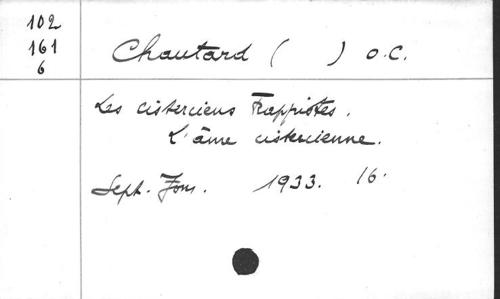 102
161
6
Chautard ( ) O.C.
Les cisterciens Trappistes.
L'âme cistercienne.
Sept. Fons. 1933. 16.